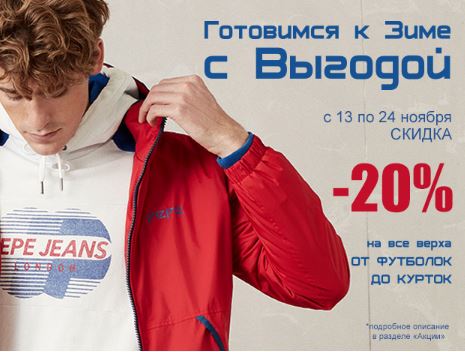 Готовимся к Зиме
с Выгодой
с 13 по 24 ноября
СКИДКА
-20%
на все верха
ОТ ФУТБОЛОК
ДО КУРТОК
PEPE JEANS
LONDON
*подробное описание
в разделе «Акции»